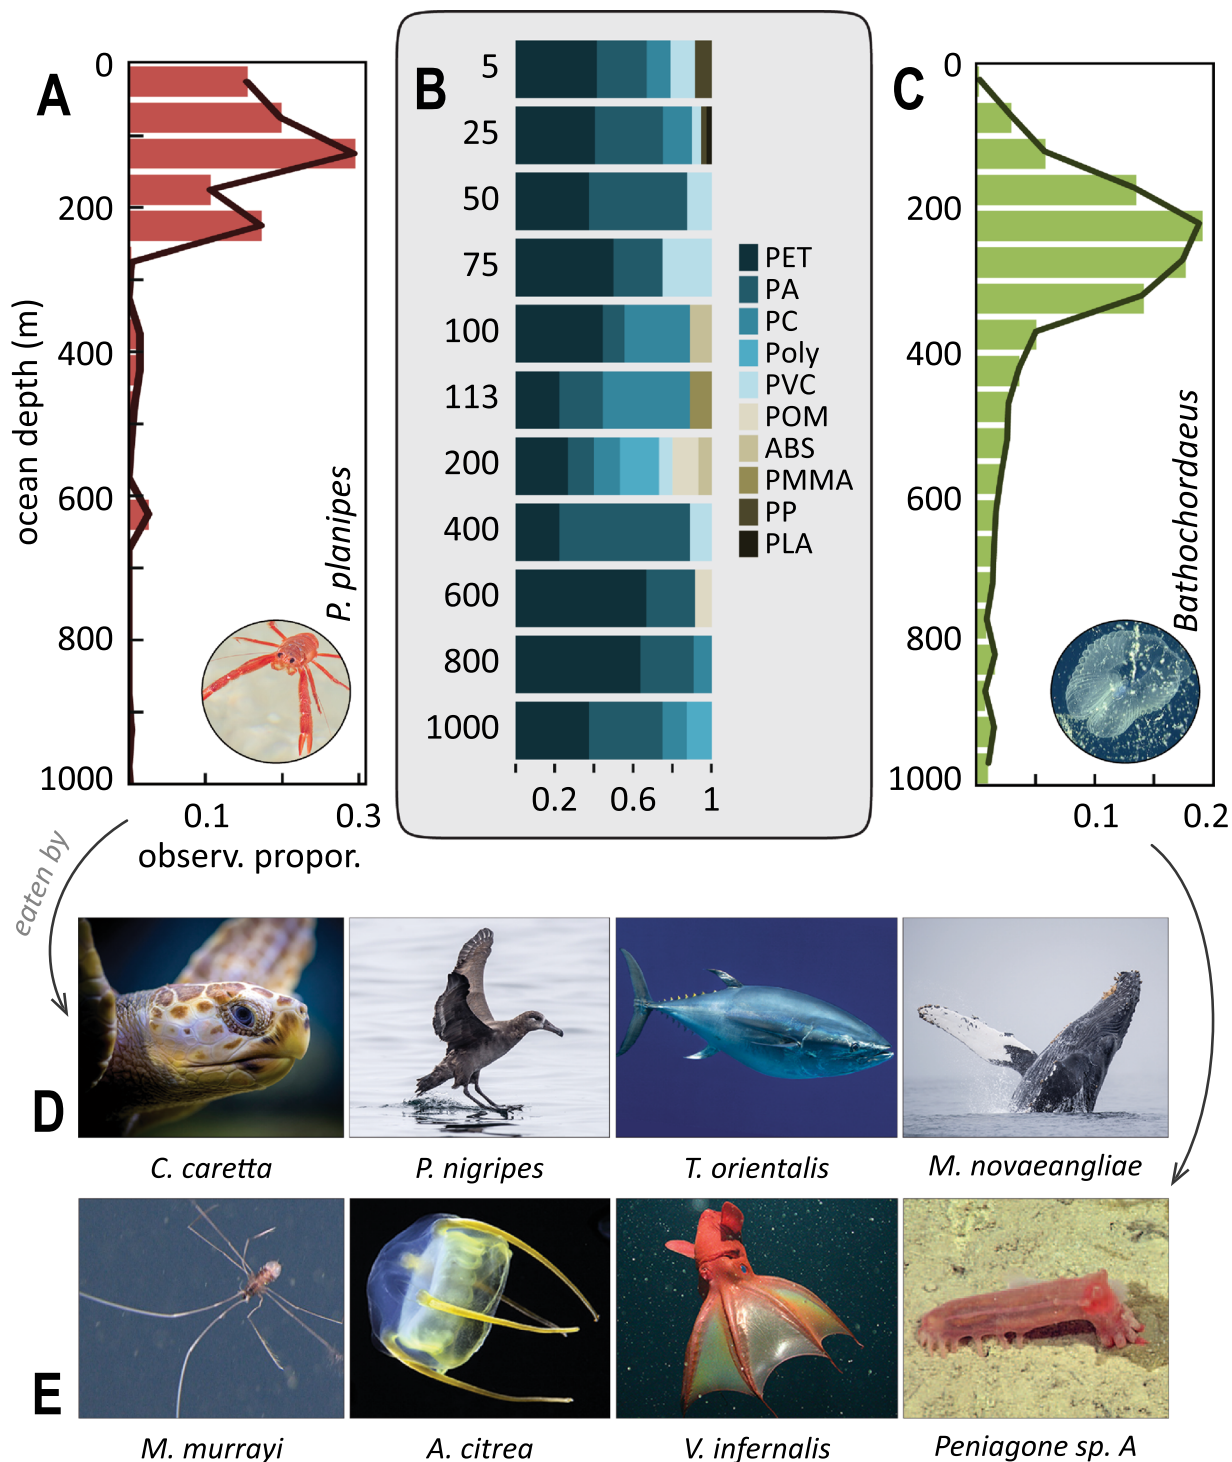 A
0
200
400
600
800
1000
ocean depth (m)
0.1
0.3
observ. propor.
P. planipes
B
5
25
50
75
100
113
200
400
600
800
1000
0.2
0.6
1
PET
PA
PC
Poly
PVC
POM
ABS
PMMA
PP
PLA
C
0
200
400
600
800
1000
0.1
0.2
Bathochordaeus
eaten by
D
C. caretta
P. nigripes
T. orientalis
M. novaeangliae
E
M. murrayi
A. citrea
V. infernalis
Peniagone sp. A